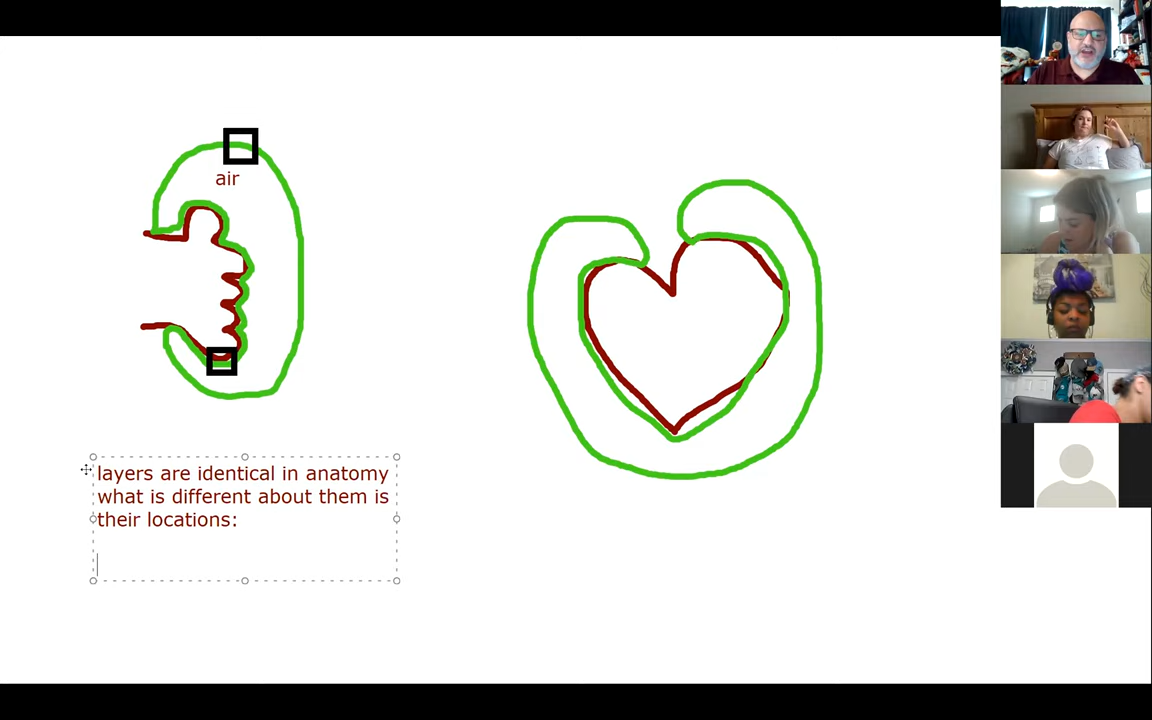 air
layers are identical in anatomy
what is different about them is
their locations: